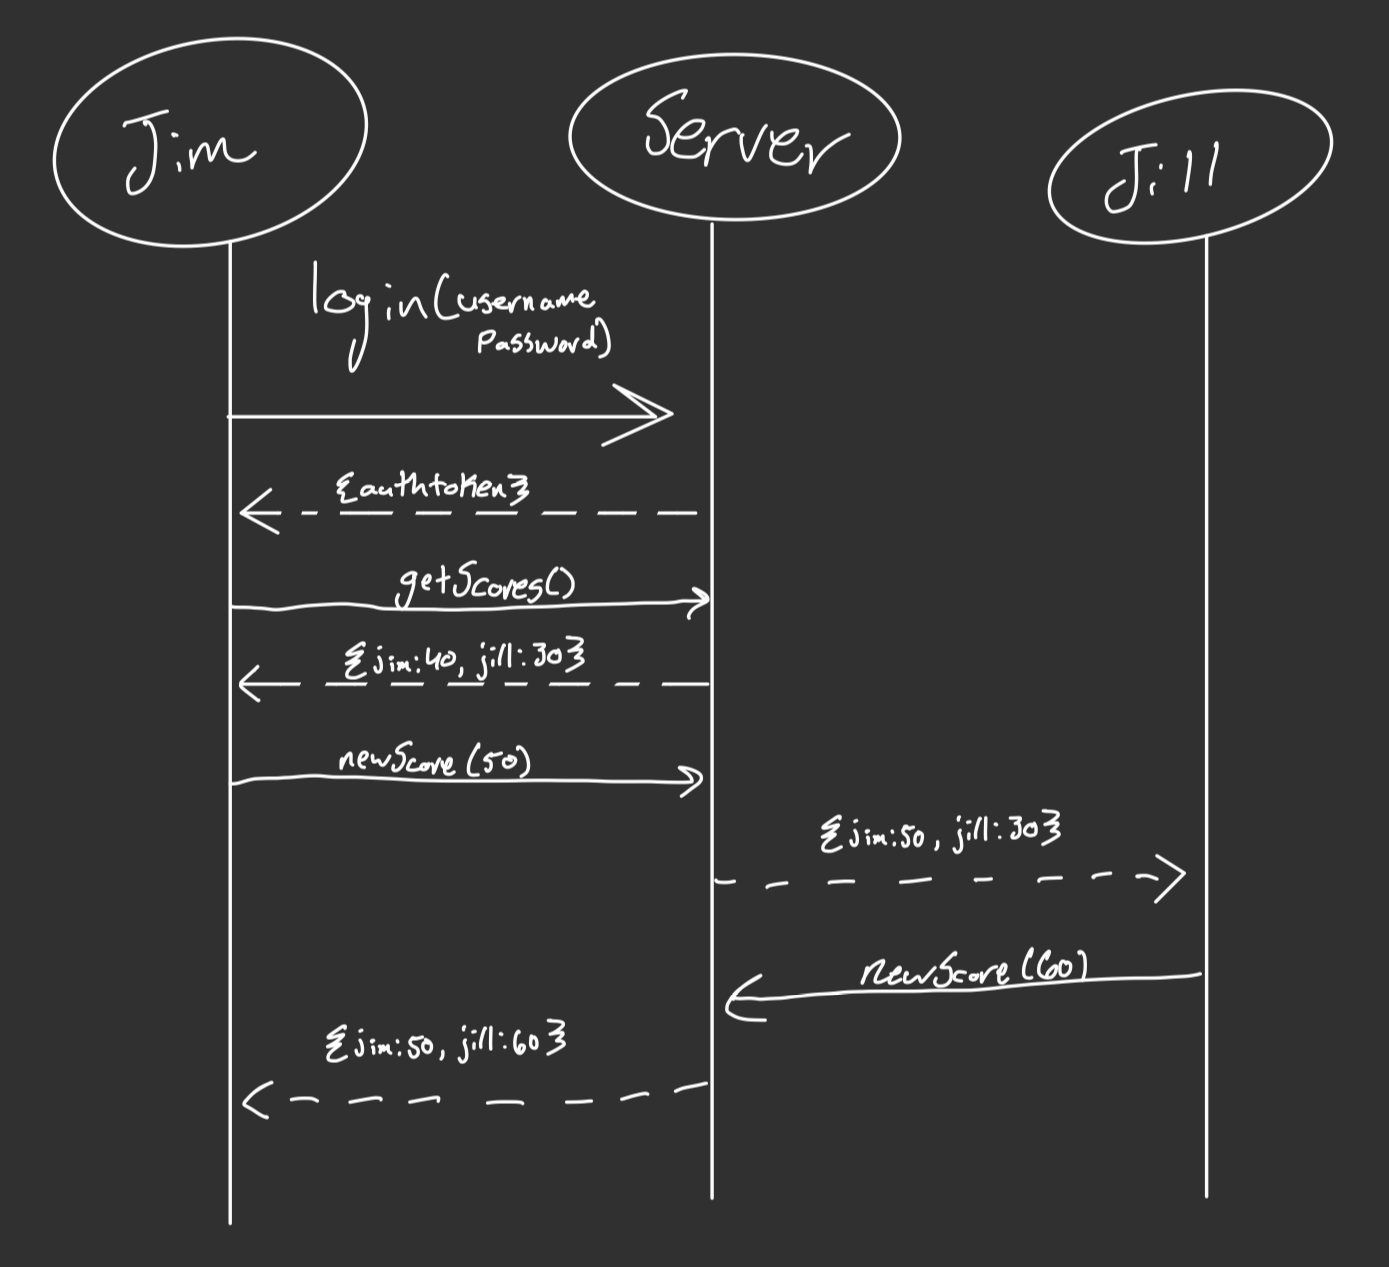 Jim
Server
Jill
login(username
password)
{authtoken}
getScores()
{jim:40, jill:30}
newScore(50)
{jim:50, jill:30}
newScore(60)
{jim:50, jill:60}